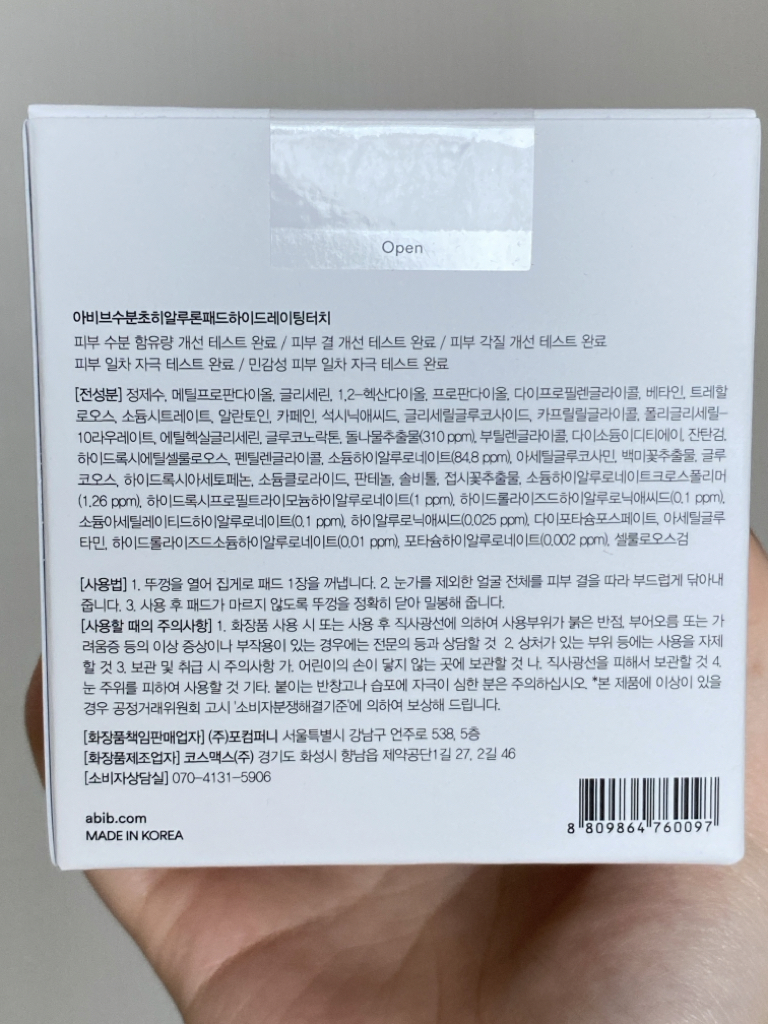 Open
아비브수분초히알루론패드하이드레이팅터치
피부 수분 함유량 개선 테스트 완료 / 피부 결 개선 테스트 완료 / 피부 각질 개선 테스트 완료
피부 일차 자극 테스트 완료 / 민감성 피부 일차 자극 테스트 완료
[전성분] 정제수, 메틸프로판다이올, 글리세린, 1,2-헥산다이올, 프로판다이올, 다이프로필렌글라이콜, 베타인, 트레할
로오스, 소듐시트레이트, 알란토인, 카페인, 석시닉애씨드, 글리세릴글루코사이드, 카프릴릴글라이콜, 폴리글리세릴-
10라우레이트, 에틸헥실글리세린, 글루코노락톤, 돌나물추출물(310 ppm), 부틸렌글라이콜, 다이소듐이디티에이, 잔탄검,
하이드록시에틸셀룰로오스, 펜틸렌글라이콜, 소듐하이알루로네이트(84.8 ppm), 아세틸글루코사민, 백미꽃추출물, 글루
코오스, 하이드록시아세토페논, 소듐클로라이드, 판테놀, 솔비톨, 접시꽃추출물, 소듐하이알루로네이트크로스폴리머
(1.26 ppm), 하이드록시프로필트라이모늄하이알루로네이트(1 ppm), 하이드롤라이즈드하이알루로닉애씨드(0.1 ppm),
소듐아세틸레이티드하이알루로네이트(0.1 ppm), 하이알루로닉애씨드(0.025 ppm), 다이포타슘포스페이트, 아세틸글루
타민, 하이드롤라이즈드소듐하이알루로네이트(0.01 ppm), 포타슘하이알루로네이트(0.002 ppm), 셀룰로오스검
[사용법] 1. 뚜껑을 열어 집게로 패드 1장을 꺼냅니다. 2. 눈가를 제외한 얼굴 전체를 피부 결을 따라 부드럽게 닦아내
줍니다. 3. 사용 후 패드가 마르지 않도록 뚜껑을 정확히 닫아 밀봉해 줍니다.
[사용할 때의 주의사항] 1. 화장품 사용 시 또는 사용 후 직사광선에 의하여 사용부위가 붉은 반점, 부어오름 또는 가
려움증 등의 이상 증상이나 부작용이 있는 경우에는 전문의 등과 상담할 것 2. 상처가 있는 부위 등에는 사용을 자제
할 것 3. 보관 및 취급 시 주의사항 가. 어린이의 손이 닿지 않는 곳에 보관할 것 나. 직사광선을 피해서 보관할 것 4.
눈 주위를 피하여 사용할 것 기타. 붙이는 반창고나 습포에 자극이 심한 분은 주의하십시오. *본 제품에 이상이 있을
경우 공정거래위원회 고시 '소비자분쟁해결기준'에 의하여 보상해 드립니다.
[화장품책임판매업자] (주)포컴퍼니 서울특별시 강남구 언주로 538, 5층
[화장품제조업자] 코스맥스(주) 경기도 화성시 향남읍 제약공단1길 27, 2길 46
[소비자상담실] 070-4131-5906
abib.com
MADE IN KOREA
8 809864 760097